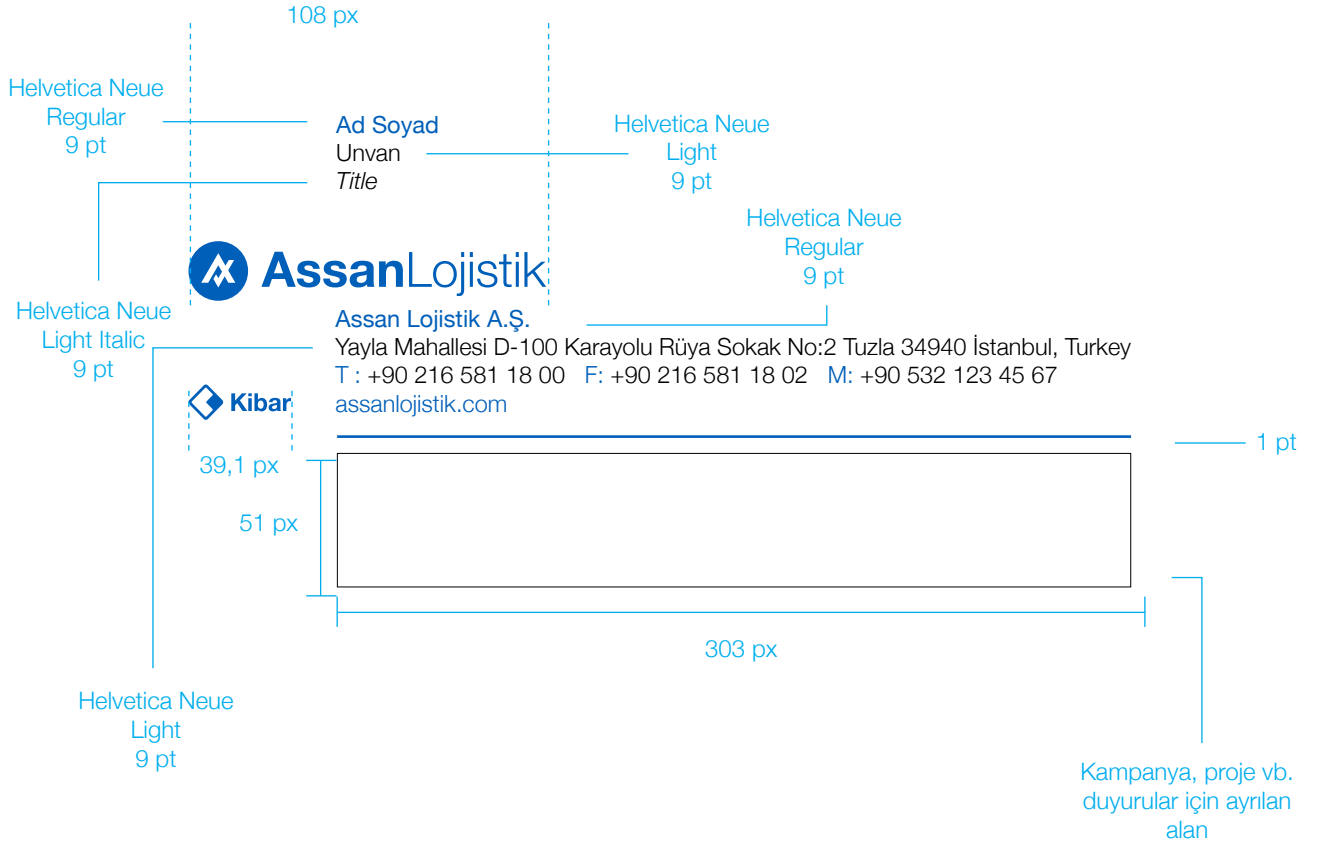 108 px
Helvetica Neue
Regular
9 pt
Ad Soyad
Unvan
Title
Helvetica Neue
Light
9 pt
Helvetica Neue
Regular
9 pt
AssanLojistik
Helvetica Neue
Light Italic
9 pt
Assan Lojistik A.Ş.
Yayla Mahallesi D-100 Karayolu Rüya Sokak No:2 Tuzla 34940 İstanbul, Turkey
T : +90 216 581 18 00 F: +90 216 581 18 02 M: +90 532 123 45 67
Kibar
assanlojistik.com
1 pt
39,1 px
51 px
303 px
Helvetica Neue
Light
9 pt
Kampanya, proje vb.
duyurular için ayrılan
alan